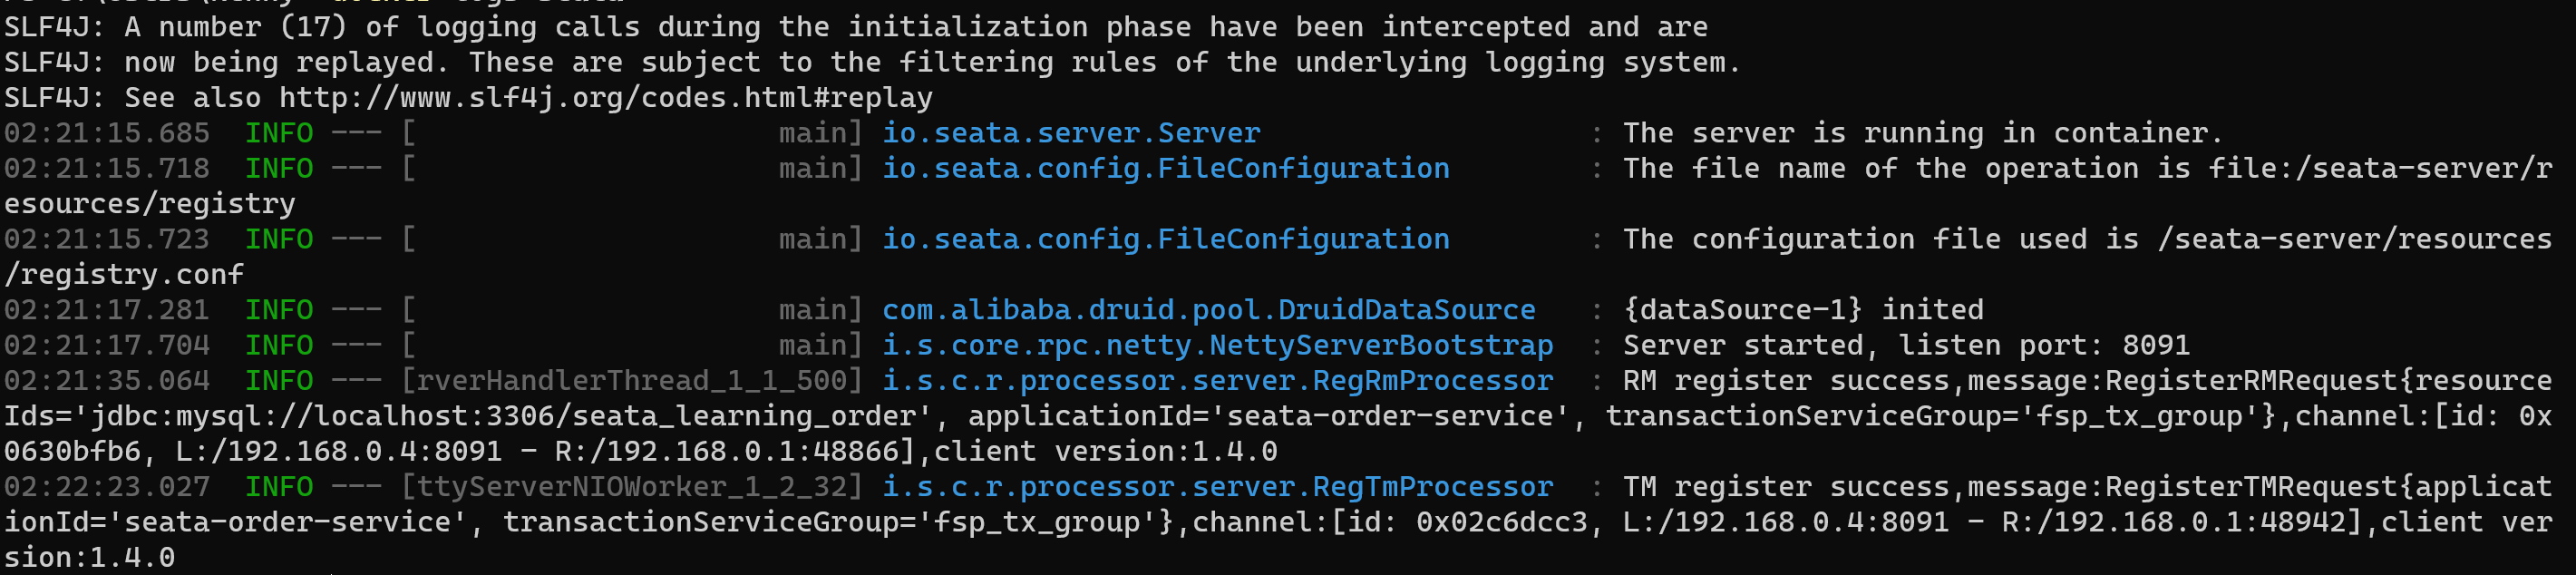 SLF4J: A number (17) of logging calls during the initialization phase have been intercepted and are
SLF4J: now being replayed. These are subject to the filtering rules of the underlying logging system.
SLF4J: See also http://www.slf4j.org/codes.html#replay
02:21:15.685  INFO --- [                     main] io.seata.server.Server                   : The server is running in container.
02:21:15.718  INFO --- [                     main] io.seata.config.FileConfiguration        : The file name of the operation is file:/seata-server/r
esources/registry
02:21:15.723  INFO --- [                     main] io.seata.config.FileConfiguration        : The configuration file used is /seata-server/resources
/registry.conf
02:21:17.281  INFO --- [                     main] com.alibaba.druid.pool.DruidDataSource   : {dataSource-1} inited
02:21:17.704  INFO --- [                     main] i.s.core.rpc.netty.NettyServerBootstrap  : Server started, listen port: 8091
02:21:35.064  INFO --- [rverHandlerThread_1_1_500] i.s.c.r.processor.server.RegRmProcessor  : RM register success,message:RegisterRMRequest{resource
Ids='jdbc:mysql://localhost:3306/seata_learning_order', applicationId='seata-order-service', transactionServiceGroup='fsp_tx_group'},channel:[id: 0x
0630bfb6, L:/192.168.0.4:8091 - R:/192.168.0.1:48866],client version:1.4.0
02:22:23.027  INFO --- [ttyServerNIOWorker_1_2_32] i.s.c.r.processor.server.RegTmProcessor  : TM register success,message:RegisterTMRequest{applicat
ionId='seata-order-service', transactionServiceGroup='fsp_tx_group'},channel:[id: 0x02c6dcc3, L:/192.168.0.4:8091 - R:/192.168.0.1:48942],client ver
sion:1.4.0